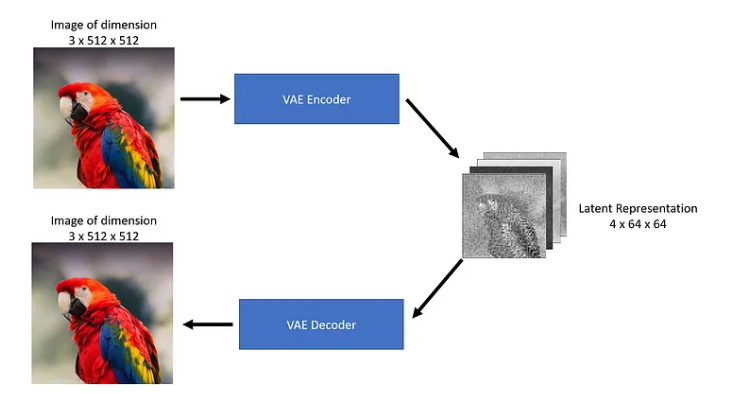 Image of dimension
3 x 512 x 512
VAE Encoder
Latent Representation
4 x 64 x 64
Image of dimension
3 x 512 x 512
VAE Decoder